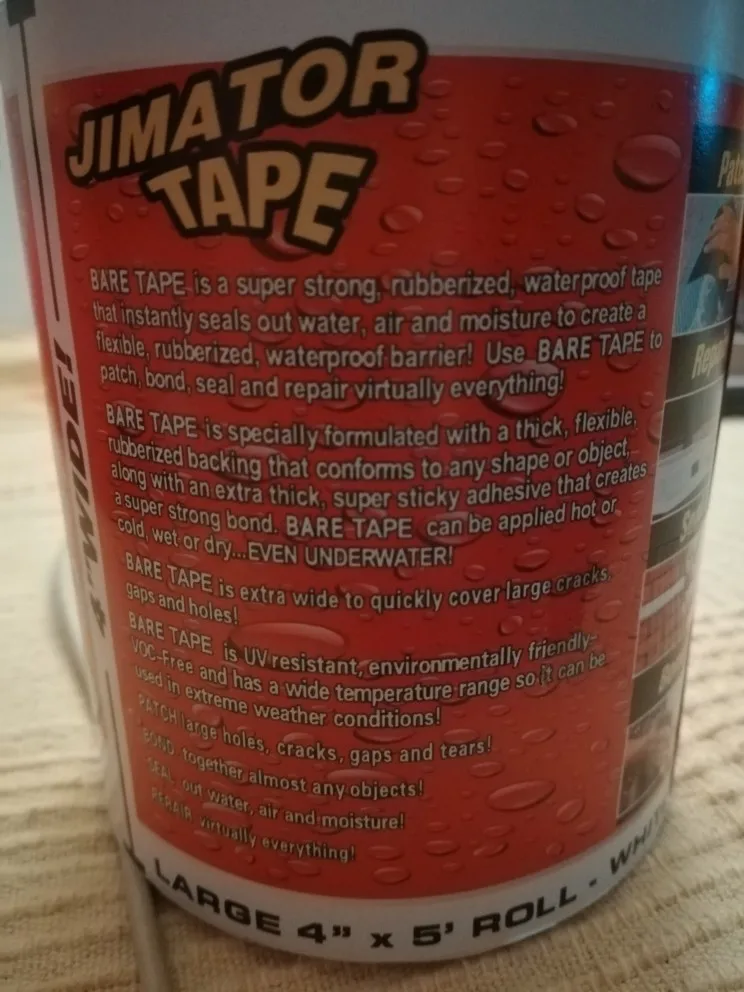 JIMATOR
TAPE
BARE TAPE is a super strong, rubberized, waterproof tape
that instantly seals out water, air and moisture to create a
flexible, rubberized, waterproof barrier! Use BARE TAPE to
patch, bond, seal and repair virtually everything!
BARE TAPE is specially formulated with a thick, flexible,
rubberized backing that conforms to any shape or object,
along with an extra thick, super sticky adhesive that creates
a super strong bond. BARE TAPE can be applied hot or
cold, wet or dry...EVEN UNDERWATER!
BARE TAPE is extra wide to quickly cover large cracks,
gaps and holes!
BARE TAPE is UV resistant, environmentally friendly-
VOC-Free and has a wide temperature range so it can be
used in extreme weather conditions!
PATCH large holes, cracks, gaps and tears!
BOND together almost any objects!
SEAL out water, air and moisture!
REPAIR virtually everything!
LARGE 4" x 5' ROLL -
4" WIDE!